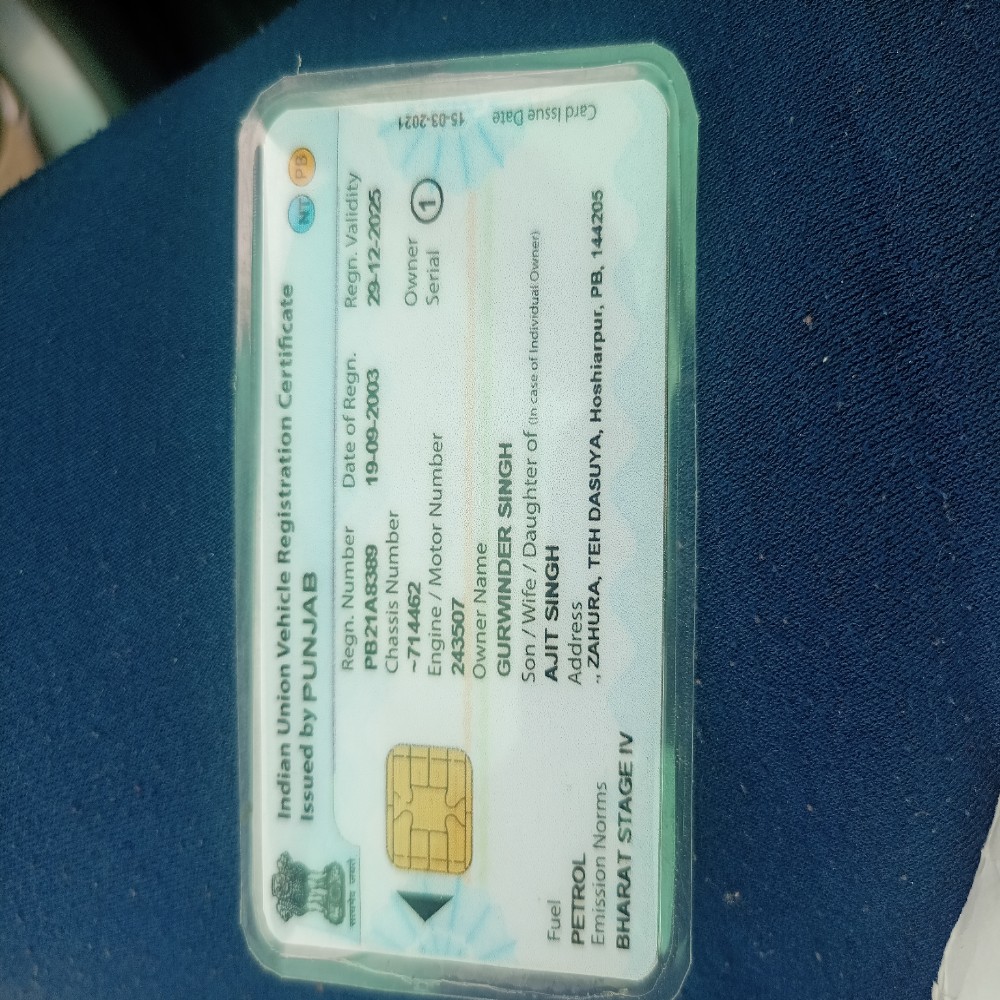 Indian Union Vehicle Registration Certificate
Issued by PUNJAB
NT PB
सत्यमेव जयते
Regn. Number Date of Regn. Regn. Validity
PB21A8389 19-09-2003 29-12-2025
Chassis Number
~714462
Owner Serial 1
Engine / Motor Number
243507
Owner Name
GURWINDER SINGH
Son / Wife / Daughter of (In case of Individual Owner)
AJIT SINGH
Address
., ZAHURA, TEH DASUYA, Hoshiarpur, PB, 144205
Fuel
PETROL
Emission Norms
BHARAT STAGE IV
Card Issue Date 15-03-2021